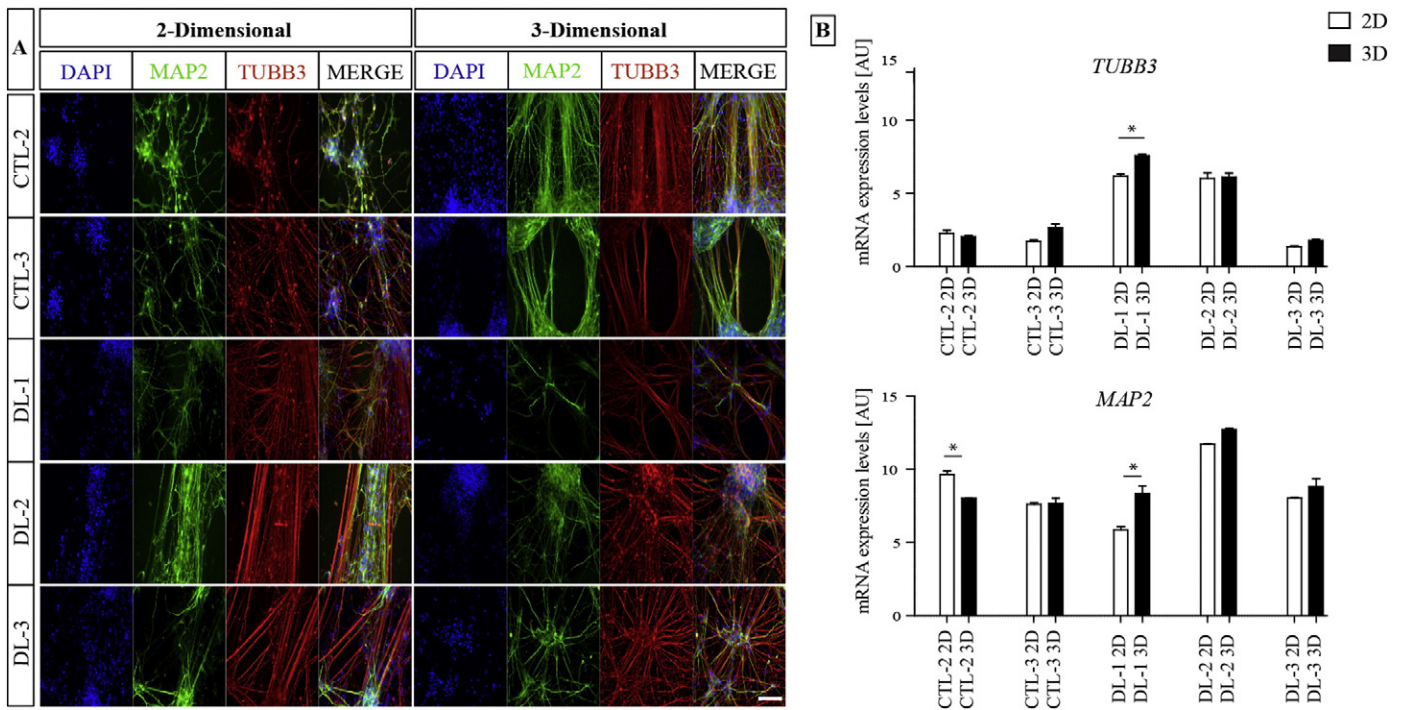 A
2-Dimensional
3-Dimensional
DAPI MAP2 TUBB3 MERGE DAPI MAP2 TUBB3 MERGE
CTL-2
CTL-3
DL-1
DL-2
DL-3
B
2D
3D
TUBB3
mRNA expression levels [AU]
15
10
5
0
*
CTL-2 2D
CTL-2 3D
CTL-3 2D
CTL-3 3D
DL-1 2D
DL-1 3D
DL-2 2D
DL-2 3D
DL-3 2D
DL-3 3D
MAP2
mRNA expression levels [AU]
15
10
5
0
*
*
CTL-2 2D
CTL-2 3D
CTL-3 2D
CTL-3 3D
DL-1 2D
DL-1 3D
DL-2 2D
DL-2 3D
DL-3 2D
DL-3 3D